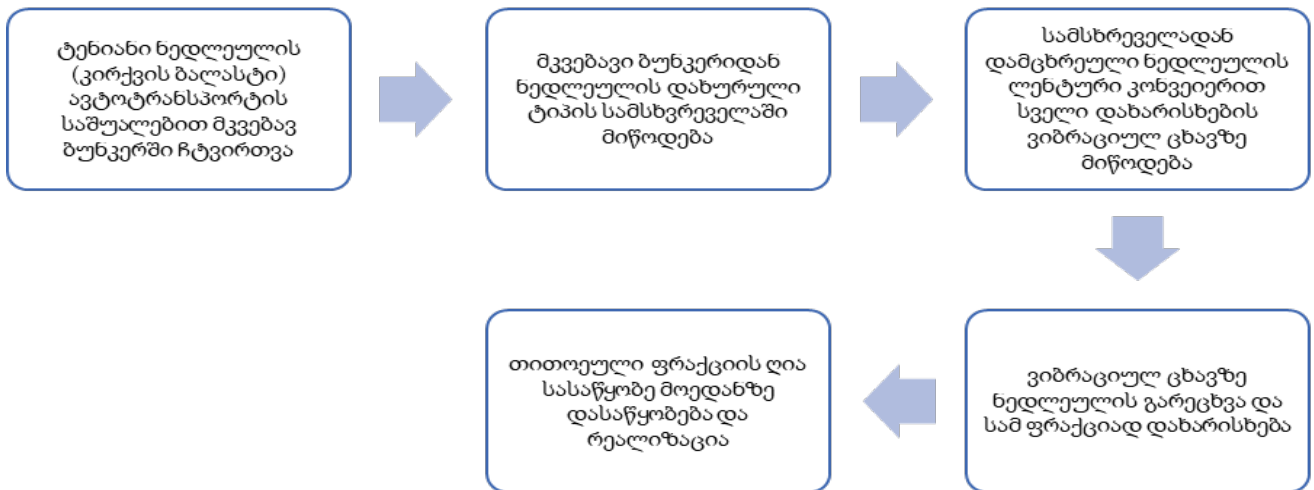 ტენიანი ნედლეულის
(კირქვის ბალასტი)
ავტოტრანსპორტის
საშუალებით მკვებავ
ბუნკერში ჩტვირთვა
მკვებავი ბუნკერიდან
ნედლეულის დახურული
ტიპის სამსხვრეველაში
მიწოდება
სამსხრეველადან
დამცხრეული ნედლეულის
ლენტური კონვეიერით
სველი დახარისხების
ვიბრაციულ ცხავზე
მიწოდება
ვიბრაციულ ცხავზე
ნედლეულის გარეცხვა და
სამ ფრაქციად დახარისხება
თითოეული ფრაქციის ღია
სასაწყობე მოედანზე
დასაწყობება და
რეალიზაცია